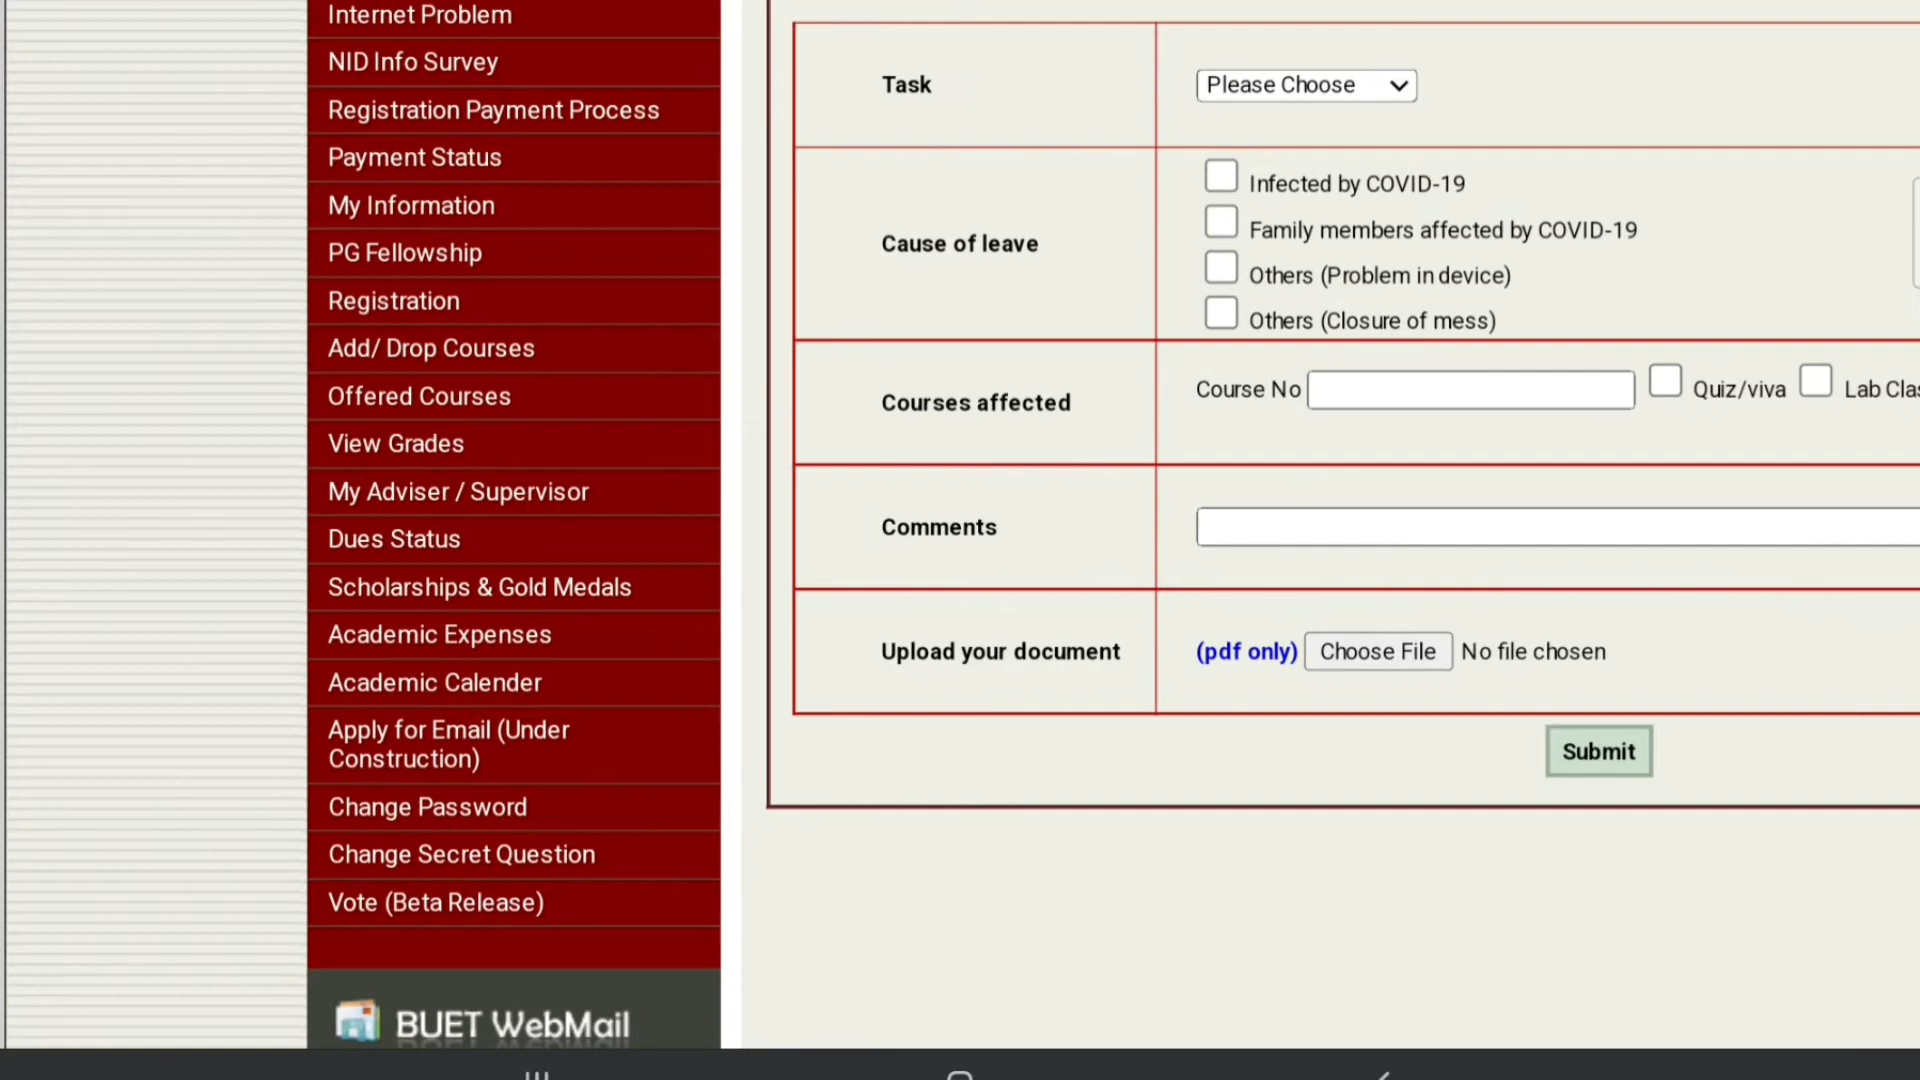 Internet Problem
NID Info Survey
Registration Payment Process
Payment Status
My Information
PG Fellowship
Registration
Add/ Drop Courses
Offered Courses
View Grades
My Adviser / Supervisor
Dues Status
Scholarships & Gold Medals
Academic Expenses
Academic Calender
Apply for Email (Under
Construction)
Change Password
Change Secret Question
Vote (Beta Release)
BUET WebMail
Task
Please Choose
Cause of leave
Infected by COVID-19
Family members affected by COVID-19
Others (Problem in device)
Others (Closure of mess)
Courses affected
Course No
Quiz/viva
Lab Clas
Comments
Upload your document
(pdf only) Choose File No file chosen
Submit